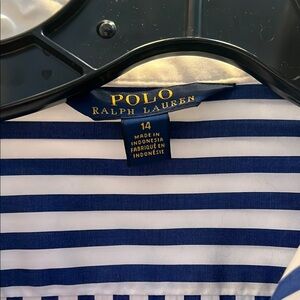 POLO
RALPH LAUREN
14
MADE IN
INDONESIA
FABRIQUÉ EN
INDONÉSIE